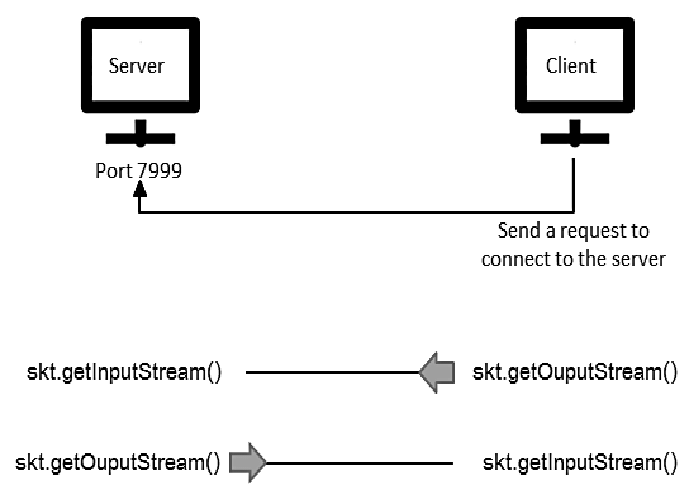 Server
Client
Port 7999
Send a request to
connect to the server
skt.getInputStream()
skt.getOuputStream()
skt.getOuputStream()
skt.getInputStream()